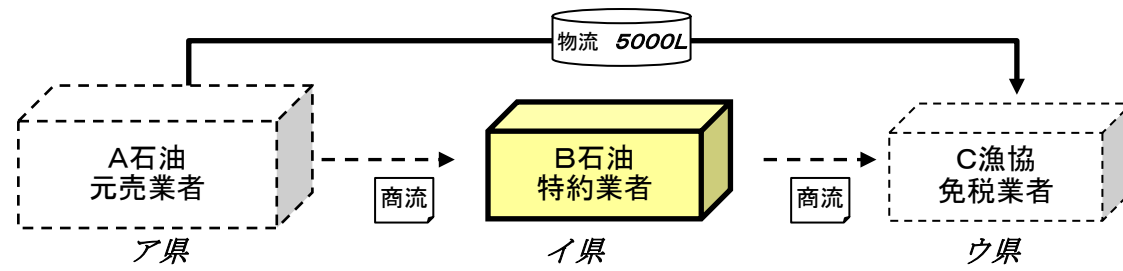 物流 5000L
A石油
元売業者
商流
B石油
特約業者
商流
C漁協
免税業者
ア県
イ県
ウ県